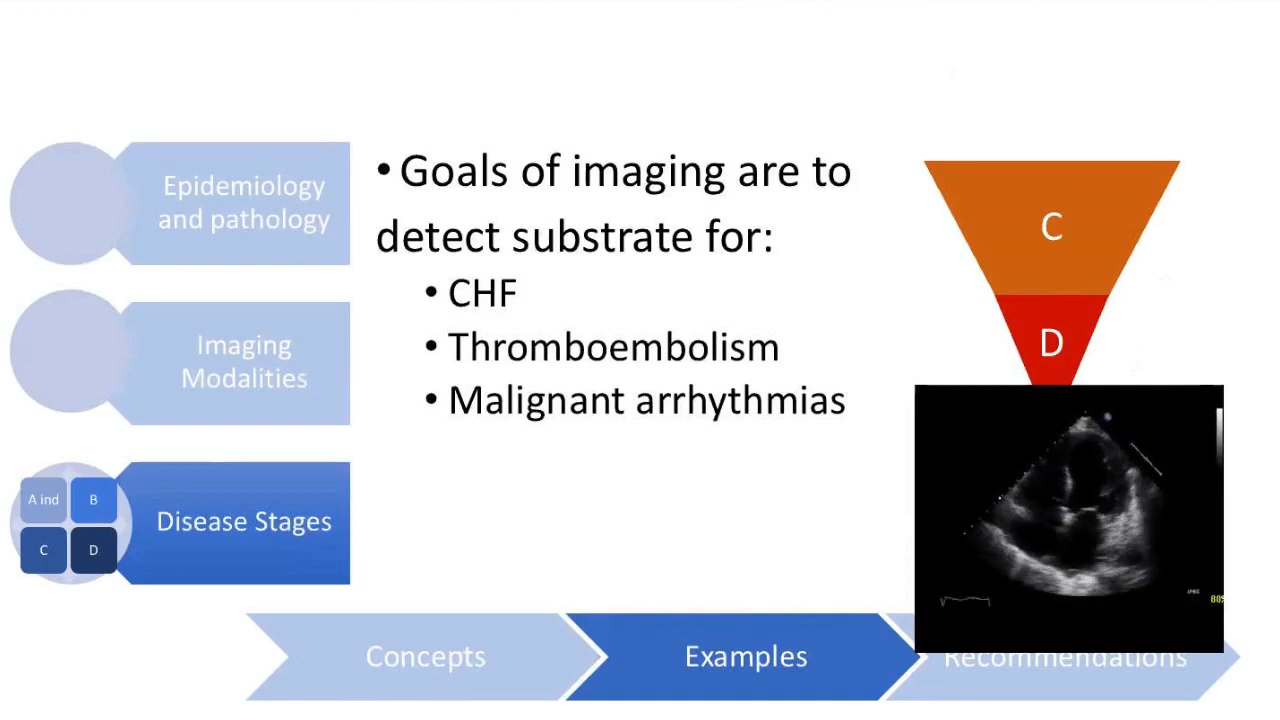 Epidemiology
and pathology
Imaging
Modalities
A ind
B
C
D
Disease Stages
• Goals of imaging are to
detect substrate for:
• CHF
• Thromboembolism
• Malignant arrhythmias
C
D
Concepts
Examples
Recommendations